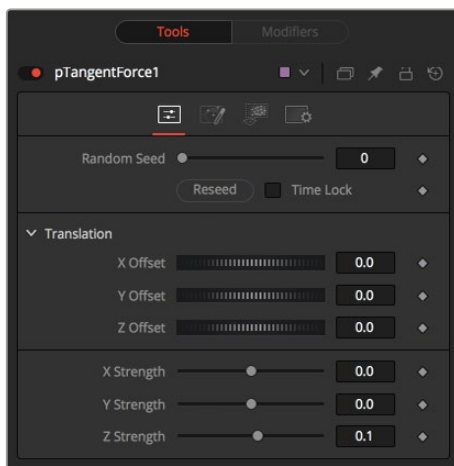 Tools Modifiers
pTangentForce1
Random Seed 0
Reseed Time Lock
Translation
X Offset 0.0
Y Offset 0.0
Z Offset 0.0
X Strength 0.0
Y Strength 0.0
Z Strength 0.1